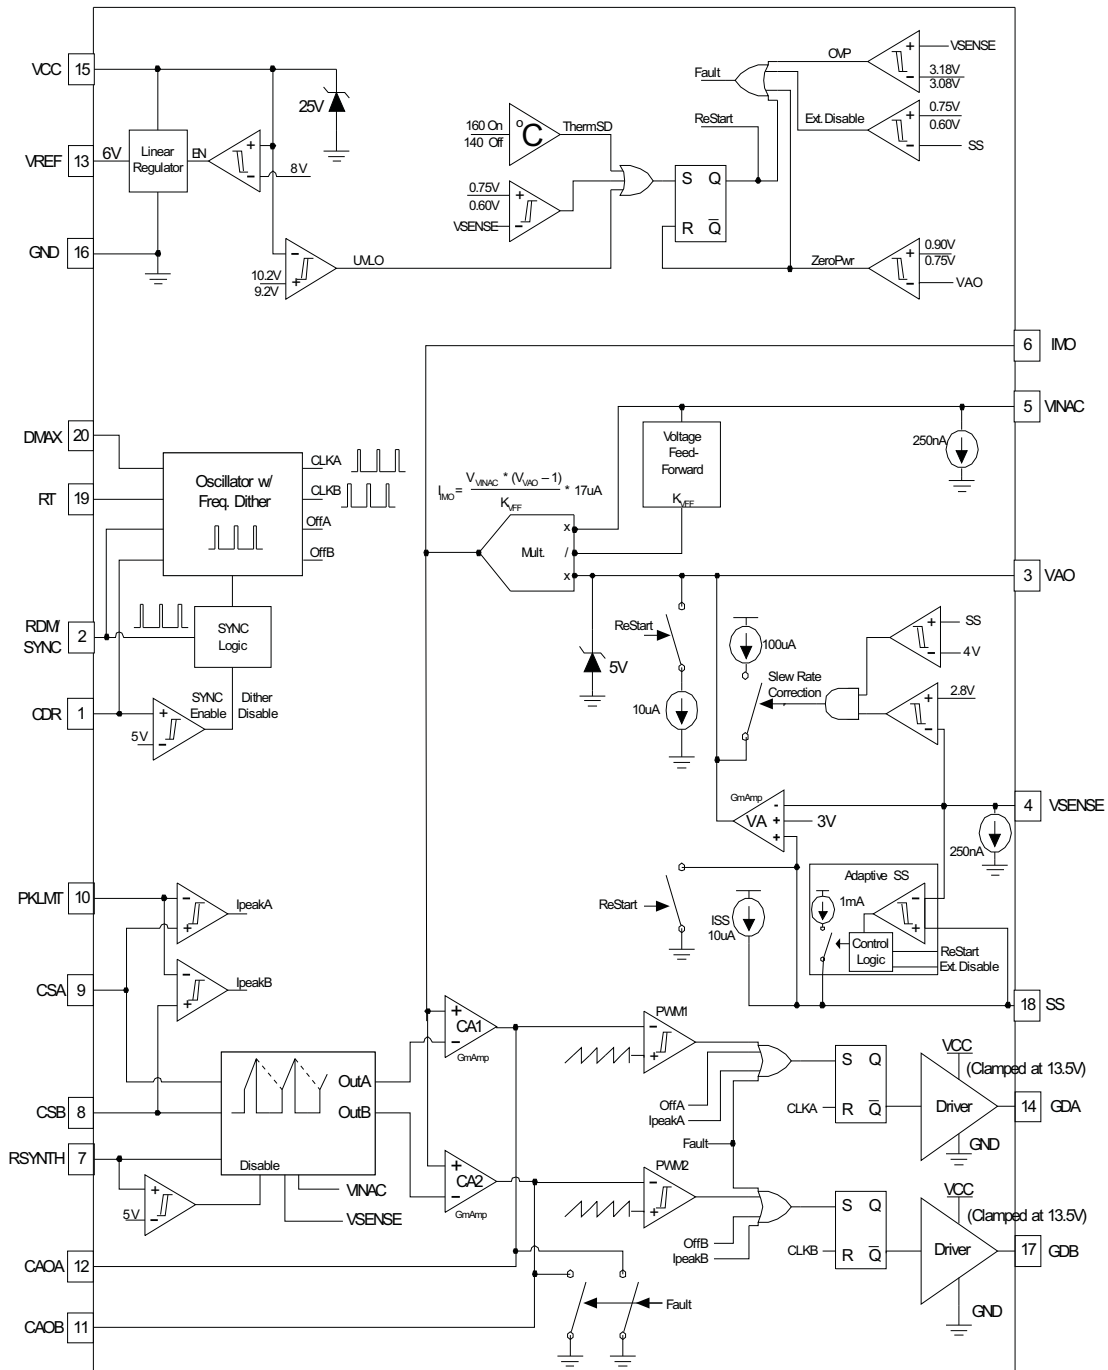 VCC 15
25V
VREF 13
6V
Linear
Regulator
EN
8V
GND 16
10.2V
9.2V
UVLO
160 On
140 Off
°C
ThermSD
0.75V
0.60V
VSENSE
S Q
R Q̅
Fault
ReStart
OVP
VSENSE
3.18V
3.08V
Ext. Disable
0.75V
0.60V
SS
ZeroPwr
0.90V
0.75V
VAO
6 IMO
5 VINAC
250nA
Voltage
Feed-
Forward
K_VFF
I_IMO = V_VINAC * (V_VAO – 1) / K_VFF * 17uA
Mult.
x
/
x
3 VAO
DMAX 20
RT 19
Oscillator w/
Freq. Dither
CLKA
CLKB
OffA
OffB
RDM/
SYNC
2
SYNC
Logic
CDR 1
5V
SYNC
Enable
Dither
Disable
5V
ReStart
10uA
100uA
Slew Rate
Correction
SS
4V
2.8V
GmAmp
VA
3V
4 VSENSE
250nA
Adaptive SS
1mA
Control
Logic
ReStart
Ext. Disable
ReStart
ISS
10uA
18 SS
PKLMT 10
IpeakA
CSA 9
IpeakB
CSB 8
OutA
OutB
Disable
RSYNTH 7
5V
VINAC
VSENSE
CA1
GmAmp
CA2
GmAmp
PWM1
OffA
IpeakA
Fault
CLKA
S Q
R Q̅
VCC
(Clamped at 13.5V)
Driver
14 GDA
GND
PWM2
OffB
IpeakB
CLKB
S Q
R Q̅
VCC
(Clamped at 13.5V)
Driver
17 GDB
GND
CAOA 12
Fault
CAOB 11